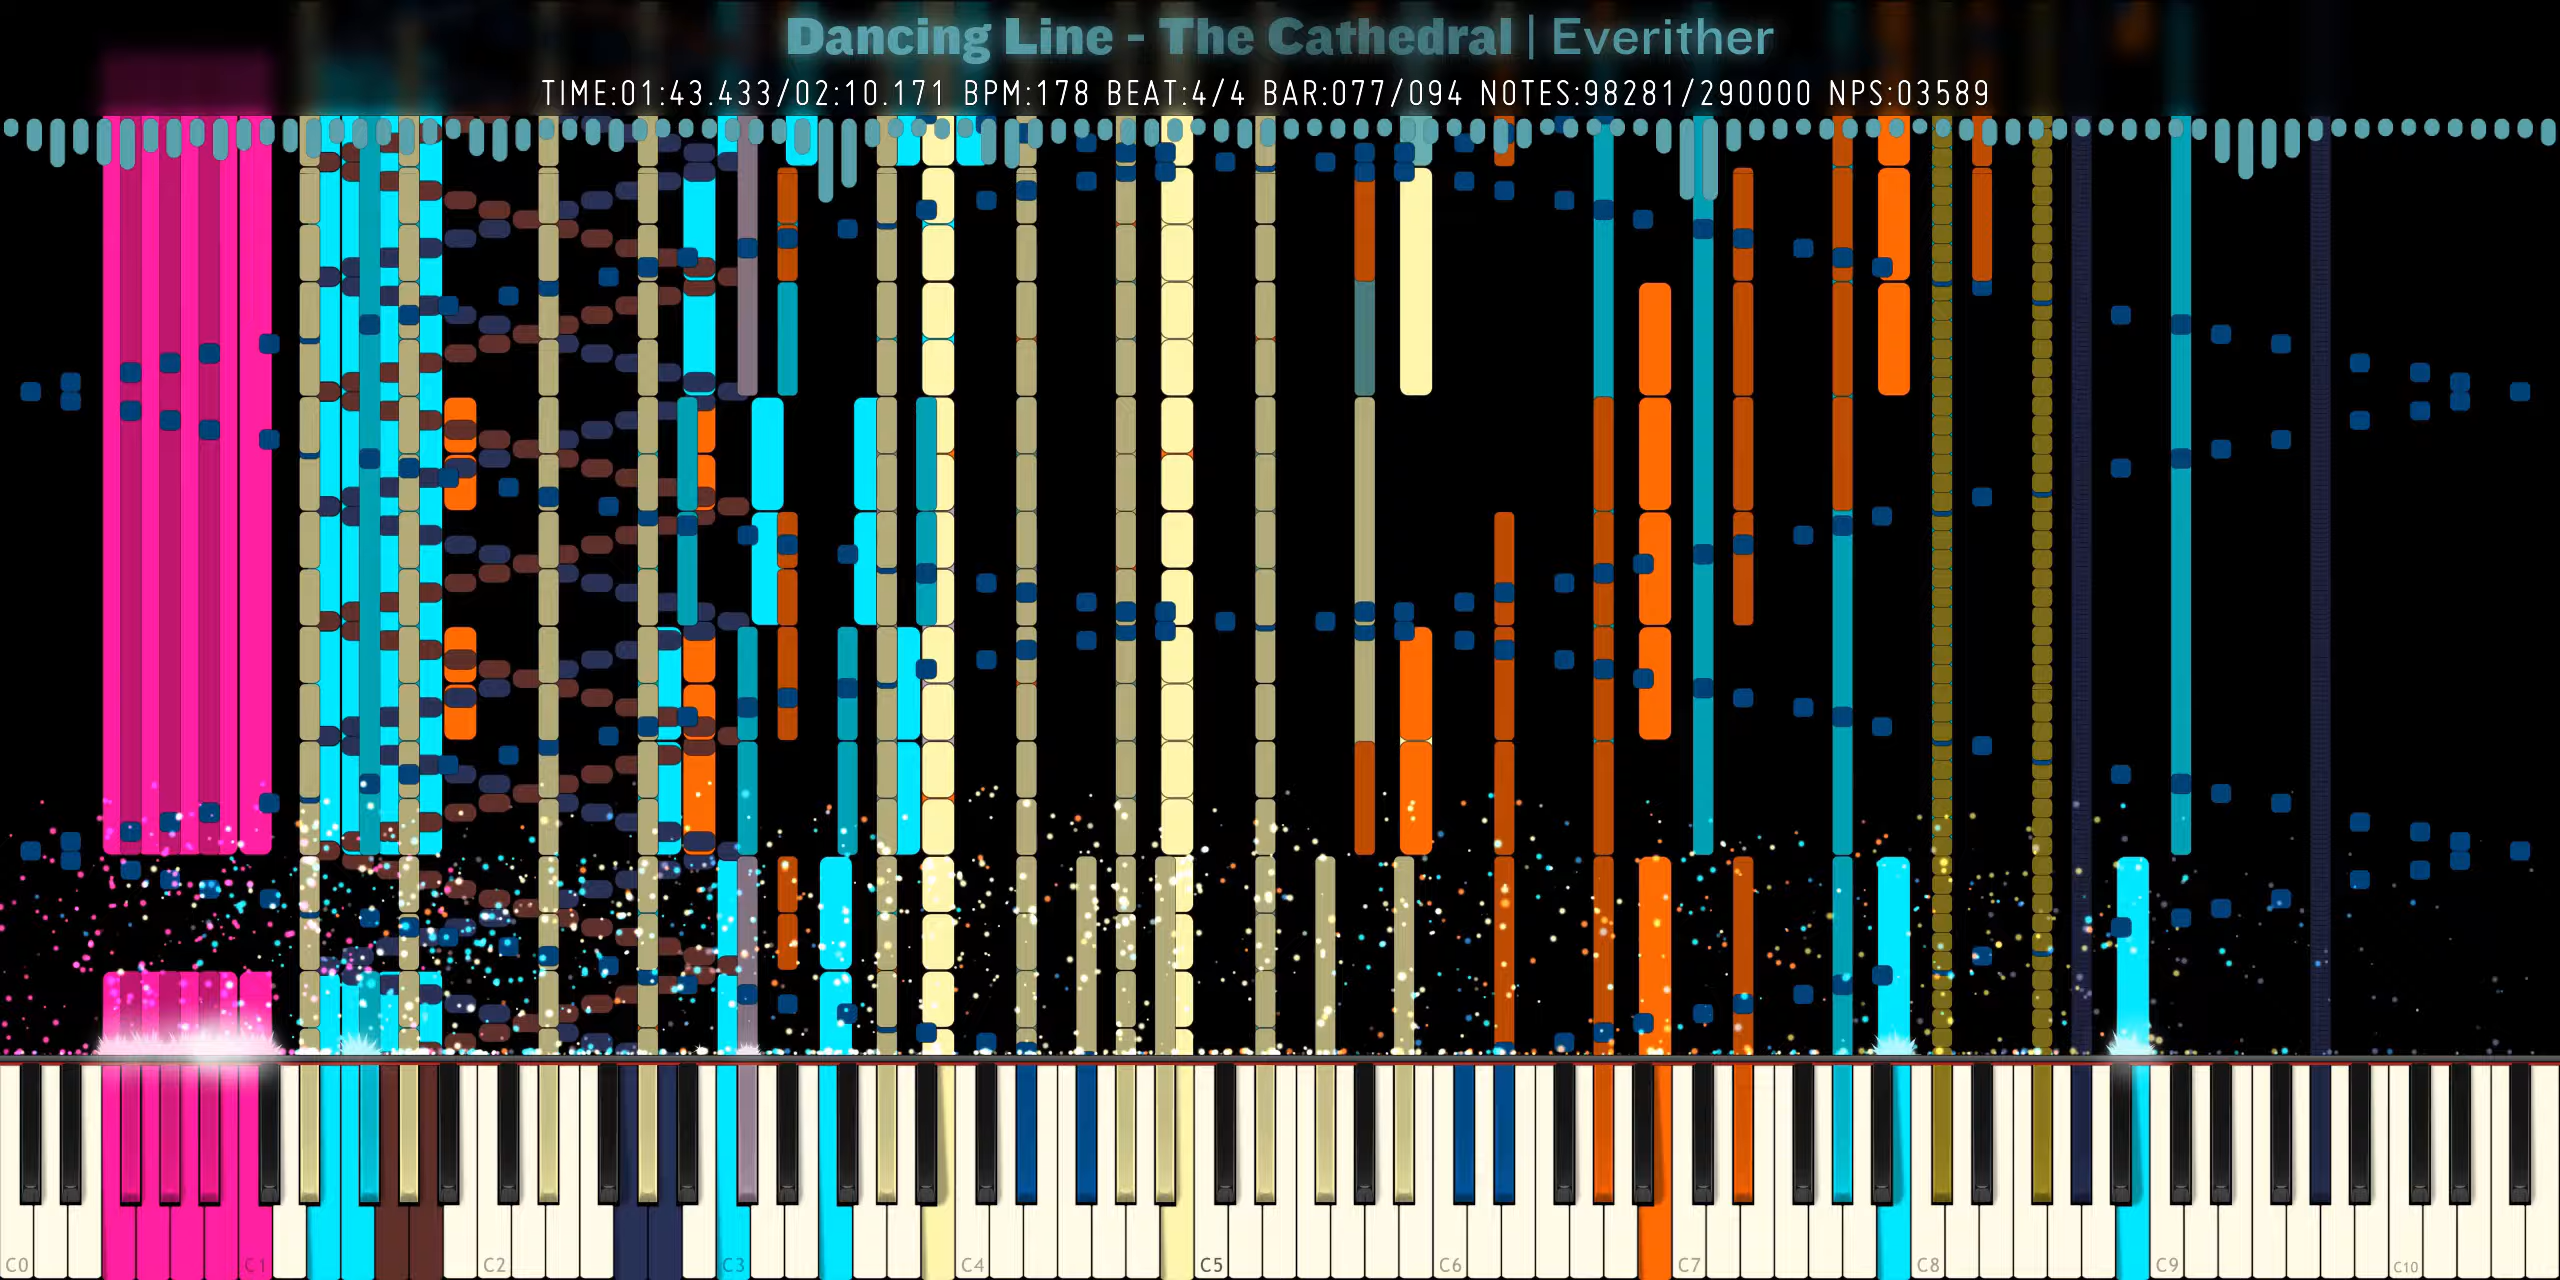 Dancing Line - The Cathedral | Everither
TIME:01:43.433/02:10.171 BPM:178 BEAT:4/4 BAR:077/094 NOTES:98281/290000 NPS:03589
C0 C1 C2 C3 C4 C5 C6 C7 C8 C9 C10